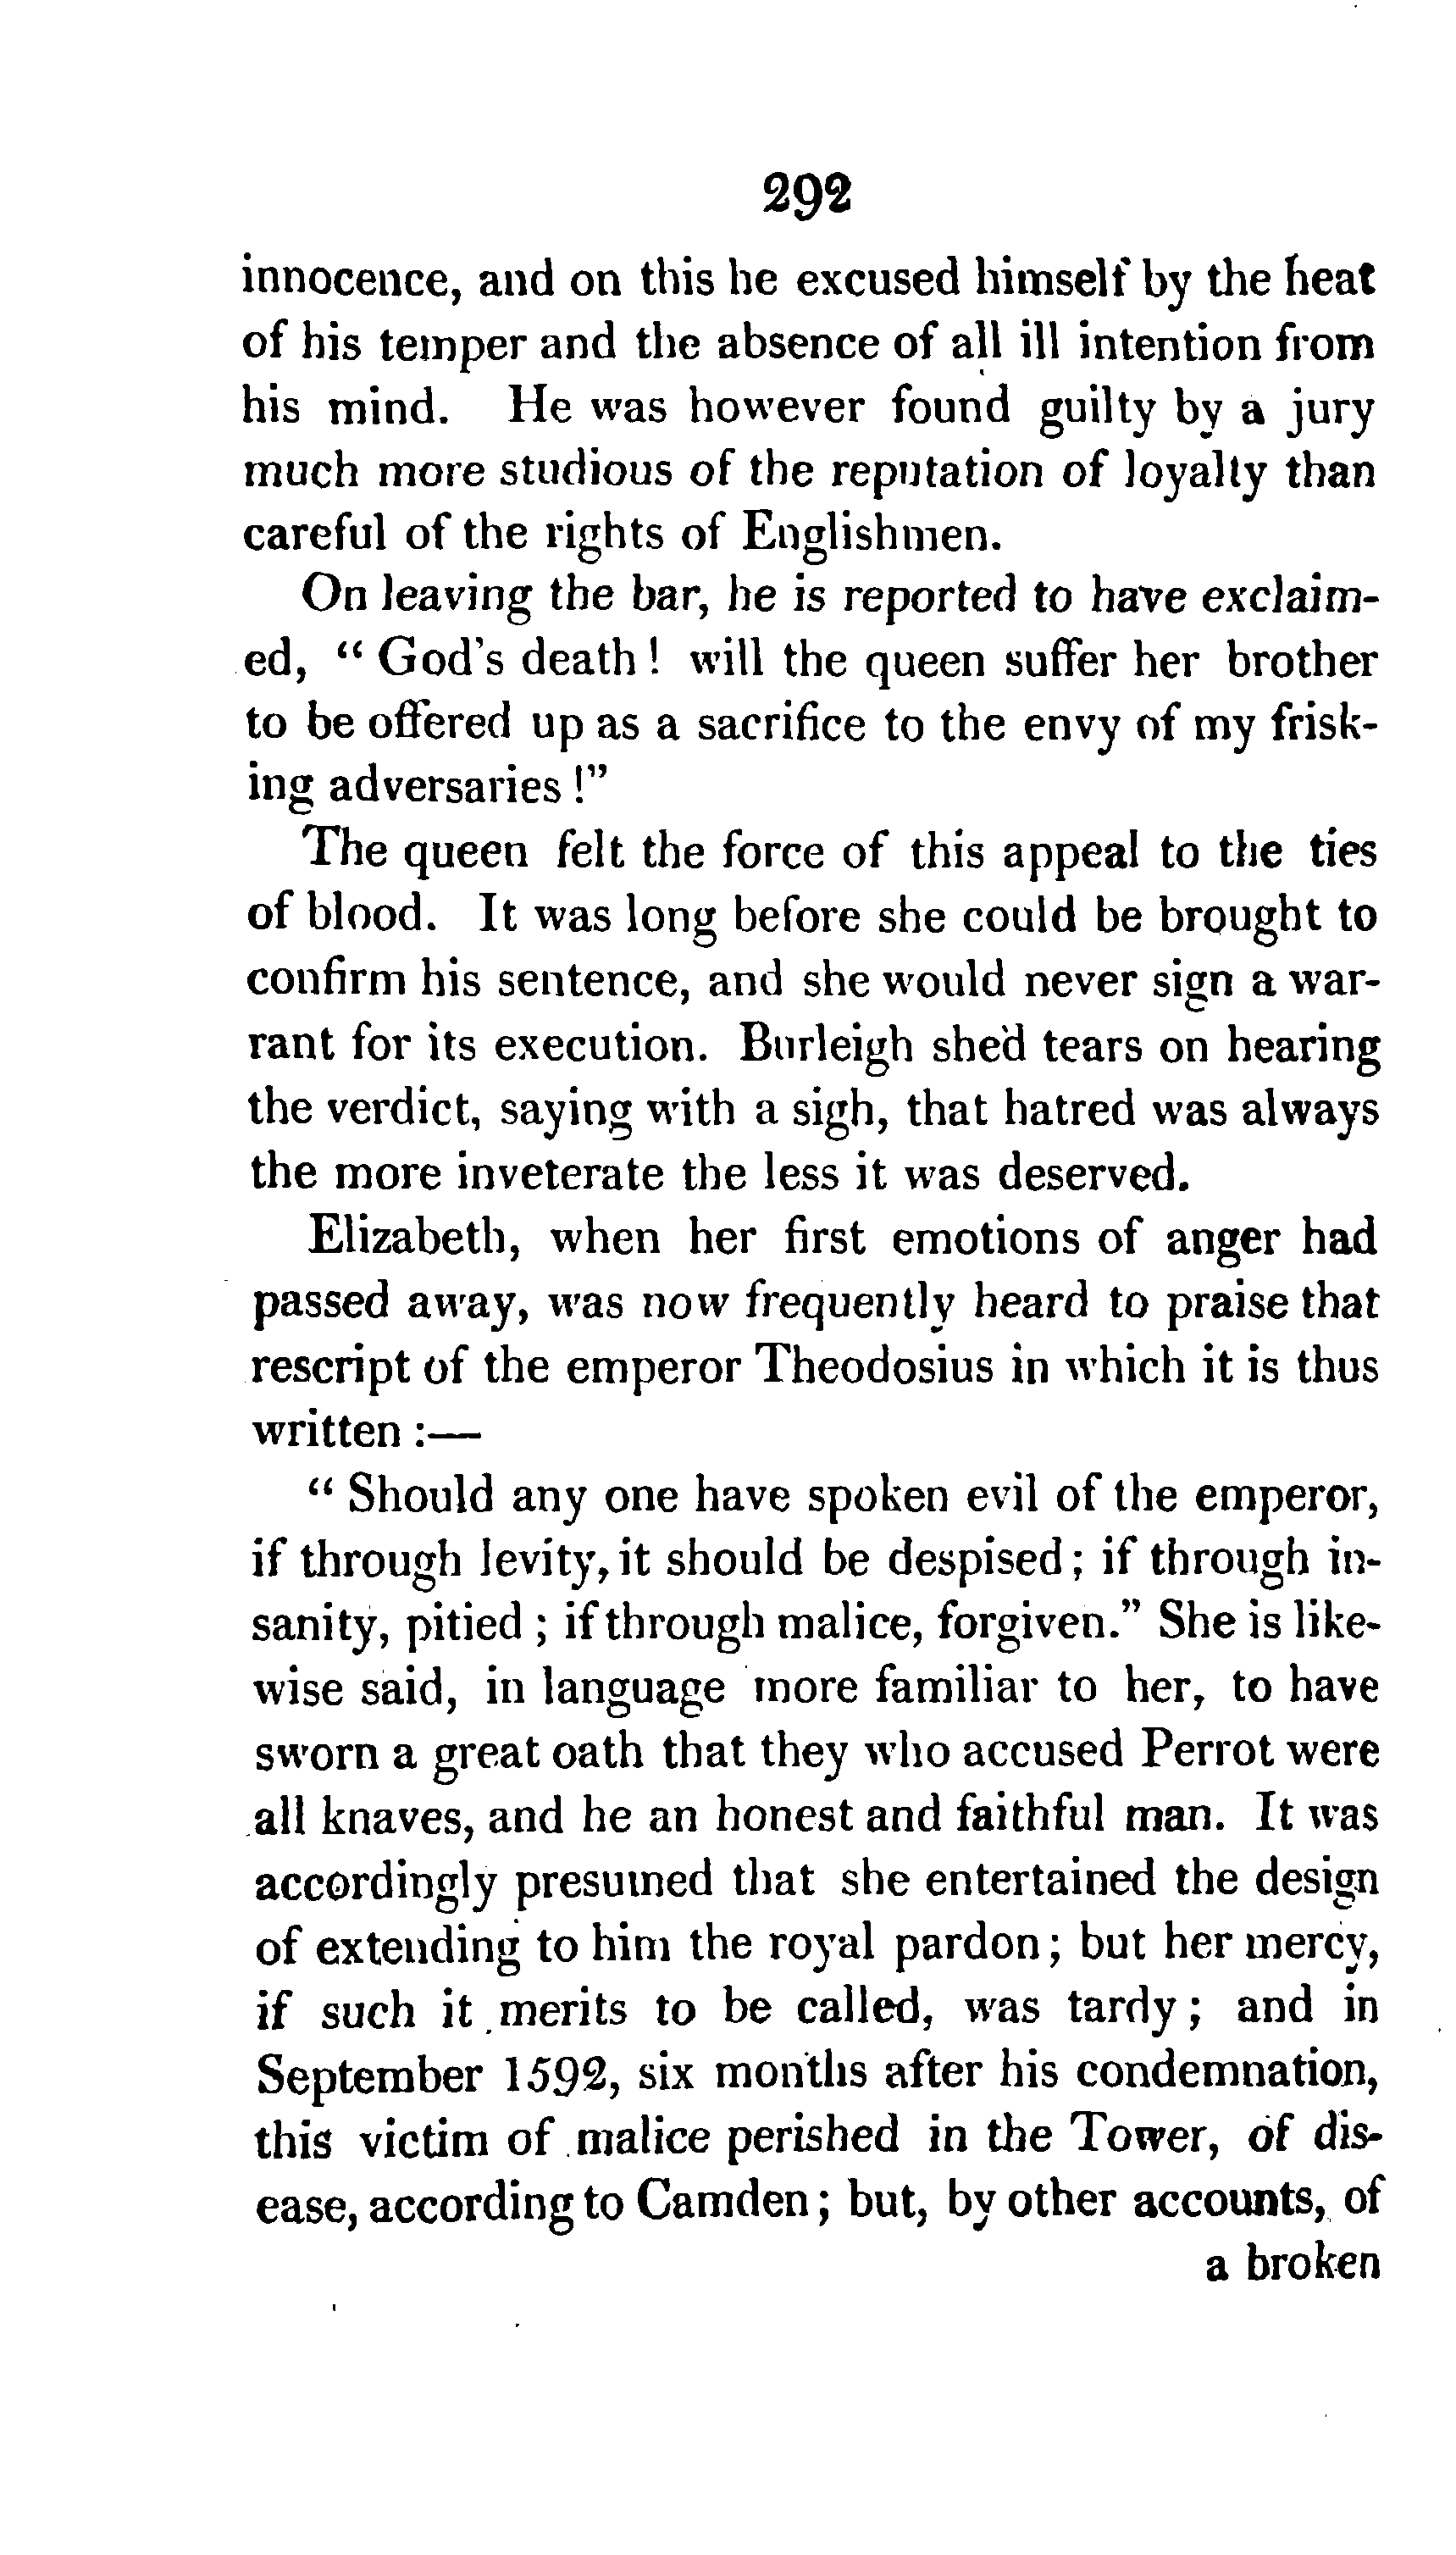 292
innocence, and on this he excused himself by the heat
of his temper and the absence of all ill intention from
his mind. He was however found guilty by a jury
much more studious of the reputation of loyalty than
careful of the rights of Englishmen.
On leaving the bar, he is reported to have exclaim-
ed, “ God's death ! will the queen suffer her brother
to be offered up as a sacrifice to the envy of my frisk-
ing adversaries !”
The queen felt the force of this appeal to the ties
of blood. It was long before she could be brought to
confirm his sentence, and she would never sign a war-
rant for its execution. Burleigh shed tears on hearing
the verdict, saying with a sigh, that hatred was always
the more inveterate the less it was deserved.
Elizabeth, when her first emotions of anger had
passed away, was now frequently heard to praise that
rescript of the emperor Theodosius in which it is thus
written :—
“ Should any one have spoken evil of the emperor,
if through levity, it should be despised ; if through in-
sanity, pitied ; if through malice, forgiven.” She is like-
wise said, in language more familiar to her, to have
sworn a great oath that they who accused Perrot were
all knaves, and he an honest and faithful man. It was
accordingly presumed that she entertained the design
of extending to him the royal pardon ; but her mercy,
if such it merits to be called, was tardy ; and in
September 1592, six months after his condemnation,
this victim of malice perished in the Tower, of dis-
ease, according to Camden ; but, by other accounts, of
a broken